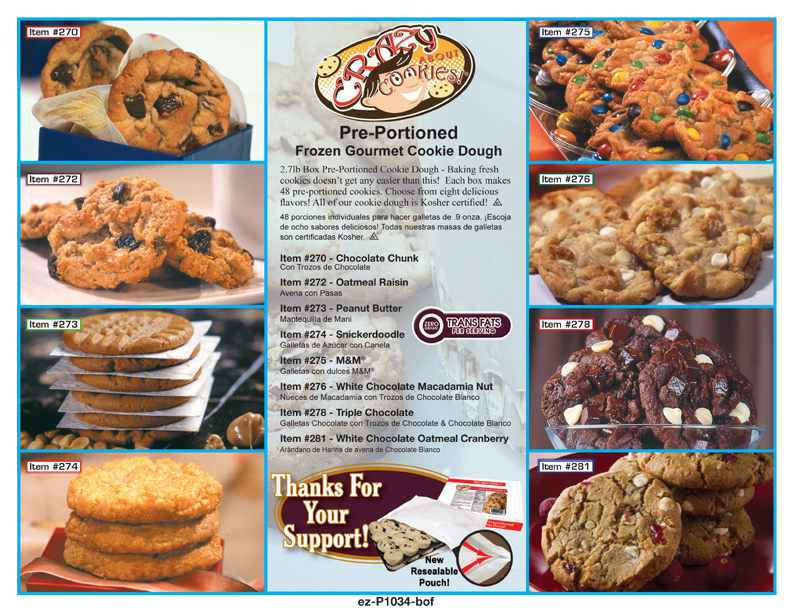 Item #270
Item #272
Item #273
Item #274
CRAZY
ABOUT
COOKIES!
Pre-Portioned
Frozen Gourmet Cookie Dough
2.7lb Box Pre-Portioned Cookie Dough - Baking fresh
cookies doesn't get any easier than this! Each box makes
48 pre-portioned cookies. Choose from eight delicious
flavors! All of our cookie dough is Kosher certified!
48 porciones individuales para hacer galletas de .9 onza. ¡Escoja
de ocho sabores deliciosos! Todas nuestras masas de galletas
son certificadas Kosher.
Item #270 - Chocolate Chunk
Con Trozos de Chocolate
Item #272 - Oatmeal Raisin
Avena con Pasas
Item #273 - Peanut Butter
Mantequilla de Mani
Item #274 - Snickerdoodle
Galletas de Azúcar con Canela
Item #275 - M&M®
Galletas con dulces M&M®
Item #276 - White Chocolate Macadamia Nut
Nueces de Macadamia con Trozos de Chocolate Blanco
Item #278 - Triple Chocolate
Galletas Chocolate con Trozos de Chocolate & Chocolate Blanco
Item #281 - White Chocolate Oatmeal Cranberry
Arándano de Harina de avena de Chocolate Blanco
ZERO
GRAMS
TRANS FATS
PER SERVING
Thanks For
Your
Support!
New
Resealable
Pouch!
Item #275
Item #276
Item #278
Item #281
ez-P1034-bof